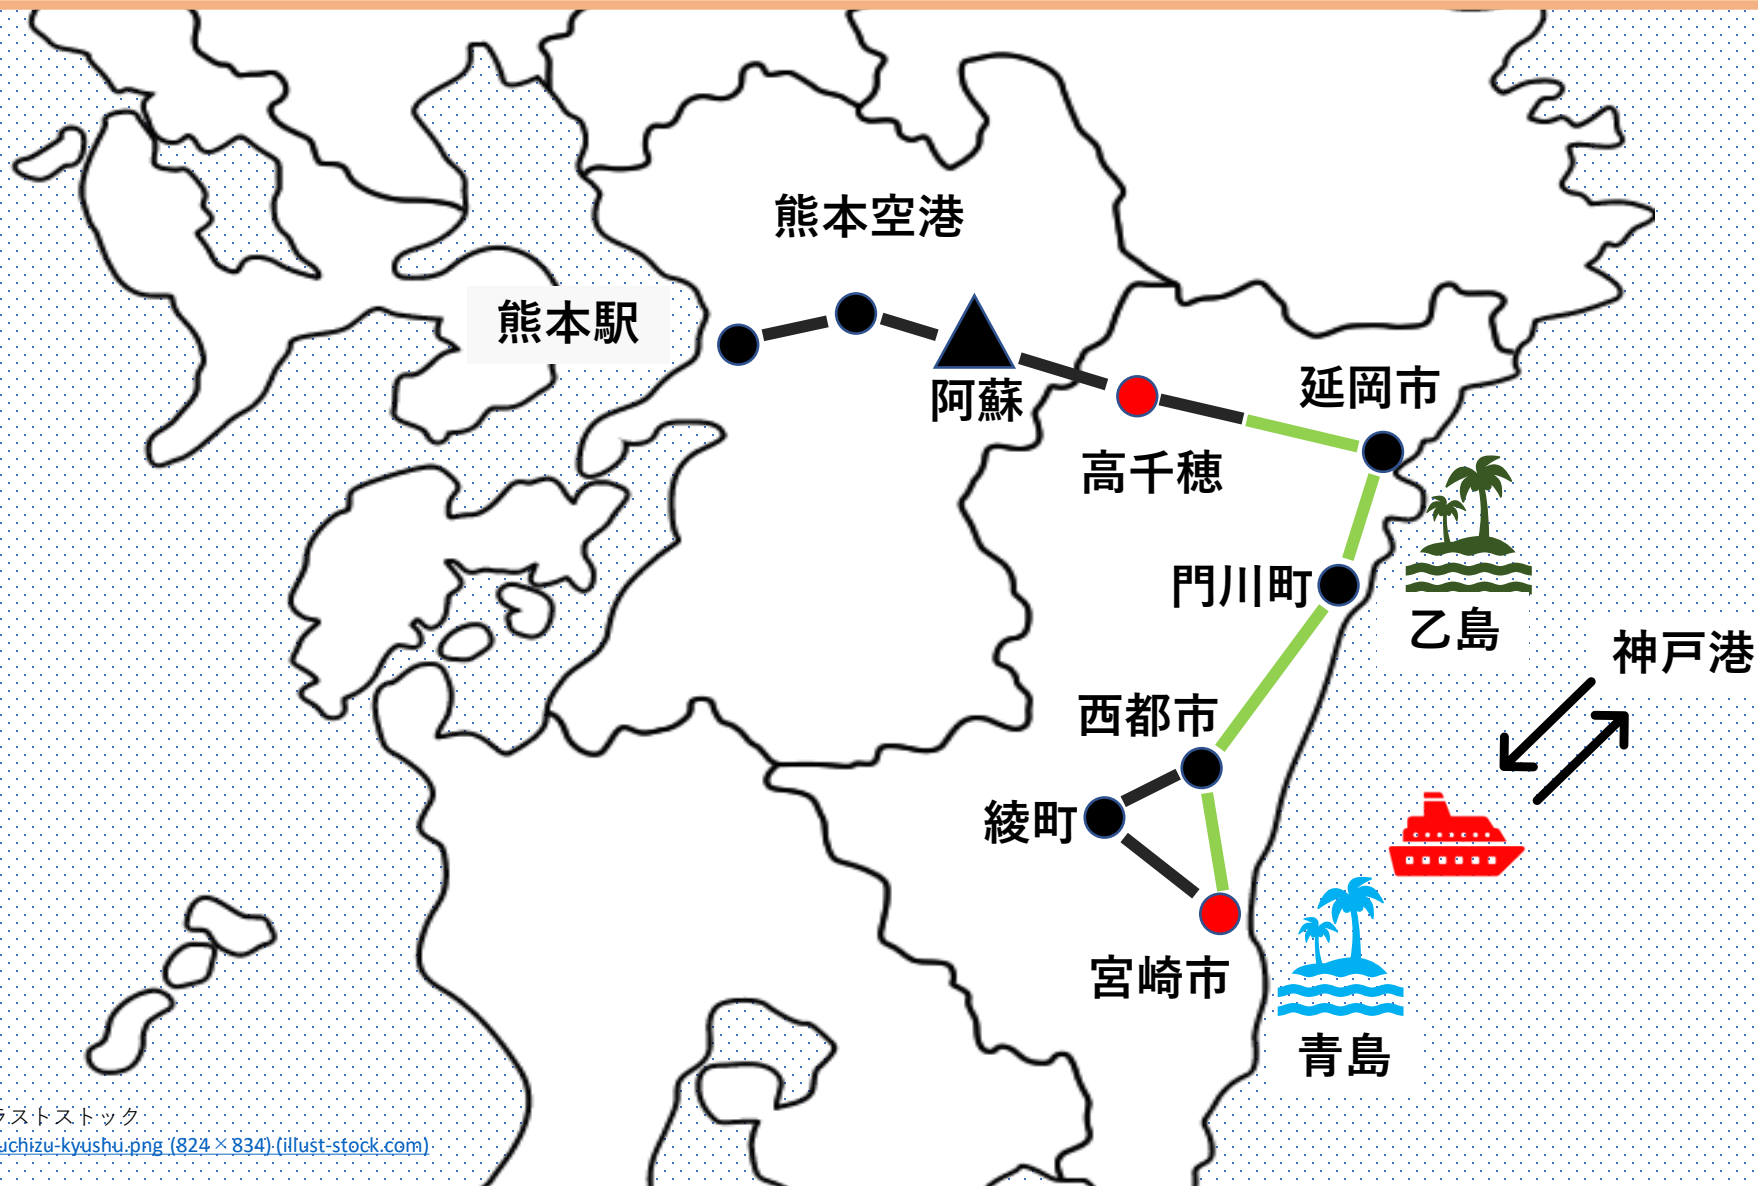 熊本空港
熊本駅
阿蘇
延岡市
高千穂
門川町
乙島
神戸港
西都市
綾町
宮崎市
青島
ラストストック
uchizu-kyushu.png (824×834) (illust-stock.com)